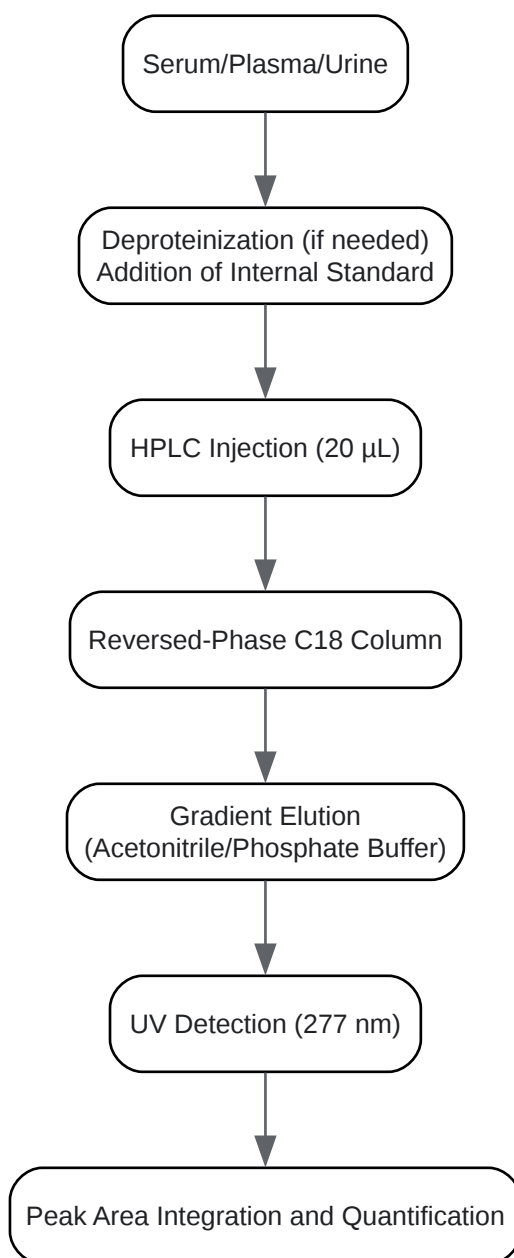 Serum/Plasma/Urine
Deproteinization (if needed)
Addition of Internal Standard
HPLC Injection (20 µL)
Reversed-Phase C18 Column
Gradient Elution
(Acetonitrile/Phosphate Buffer)
UV Detection (277 nm)
Peak Area Integration and Quantification